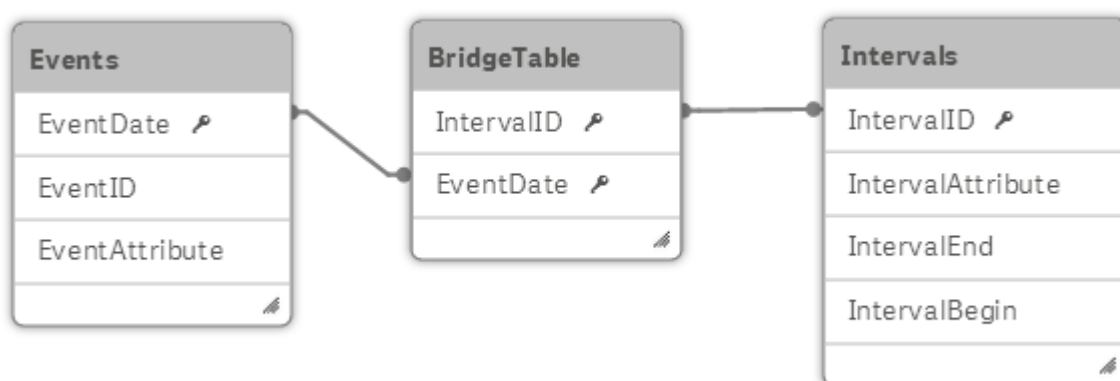 Events
EventDate
EventID
EventAttribute
BridgeTable
IntervalID
EventDate
Intervals
IntervalID
IntervalAttribute
IntervalEnd
IntervalBegin